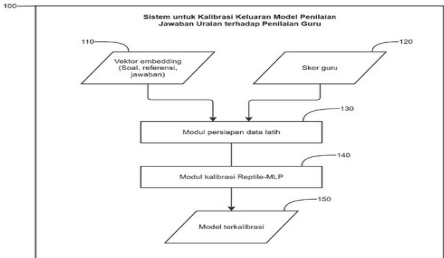 100
Sistem untuk Kalibrasi Keluaran Model Penilaian
Jawaban Uraian terhadap Penilaian Guru
110
120
Vektor embedding
(Soal, referensi,
jawaban)
Skor guru
130
Modul persiapan data latih
140
Modul kalibrasi Reptile-MLP
150
Model terkalibrasi